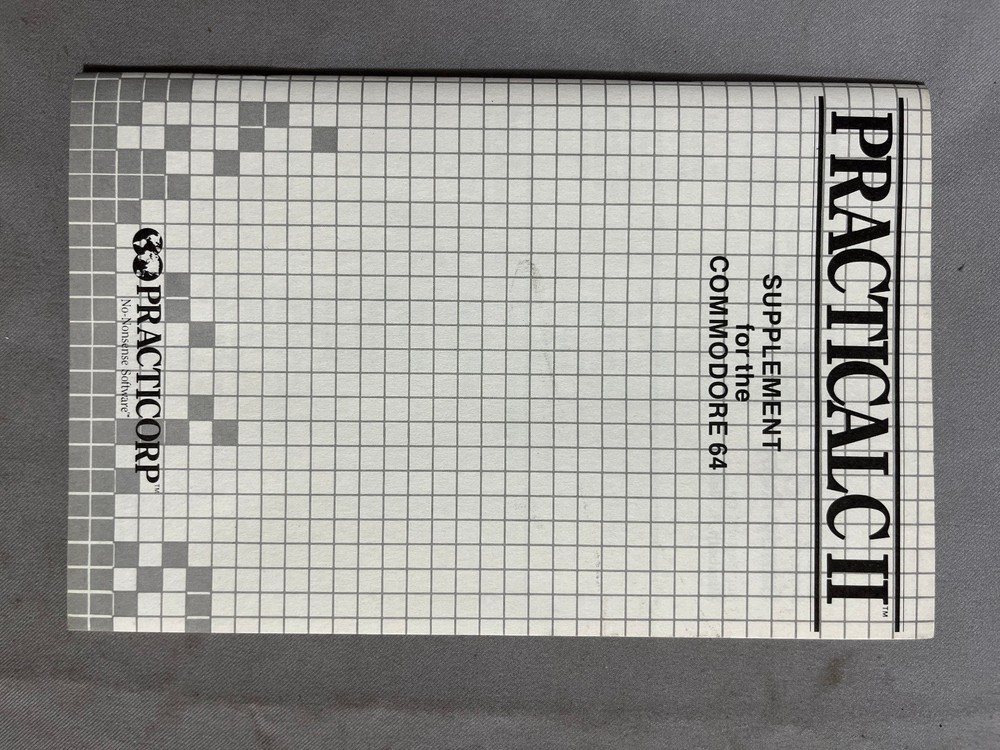 PRACTICALC II™
SUPPLEMENT
for the
COMMODORE 64
PRACTICORP™
No-Nonsense Software™